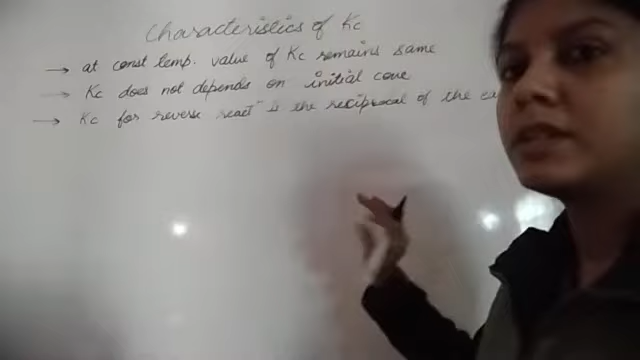 Characteristics of Kc
→ at const temp. value of Kc remains same
→ Kc does not depends on initial conc
→ Kc for reverse reactⁿ is the reciprocal of the